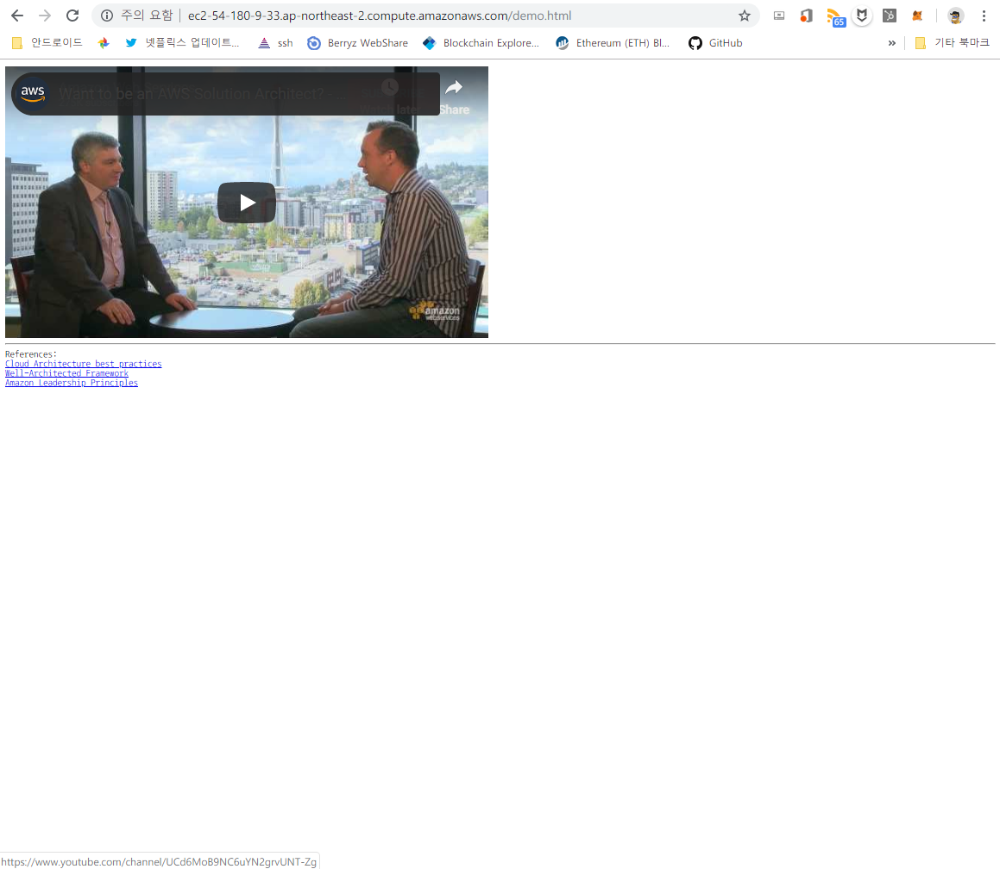 주의 요함 | ec2-54-180-9-33.ap-northeast-2.compute.amazonaws.com/demo.html
65
안드로이드 넷플릭스 업데이트... ssh Berryz WebShare Blockchain Explore... Ethereum (ETH) Bl... GitHub » 기타 북마크
aws Want to be an AWS Solution Architect? -
Share
amazon
webservices
References:
Cloud Architecture best practices
Well-Architected Framework
Amazon Leadership Principles
https://www.youtube.com/channel/UCd6MoB9NC6uYN2grvUNT-Zg